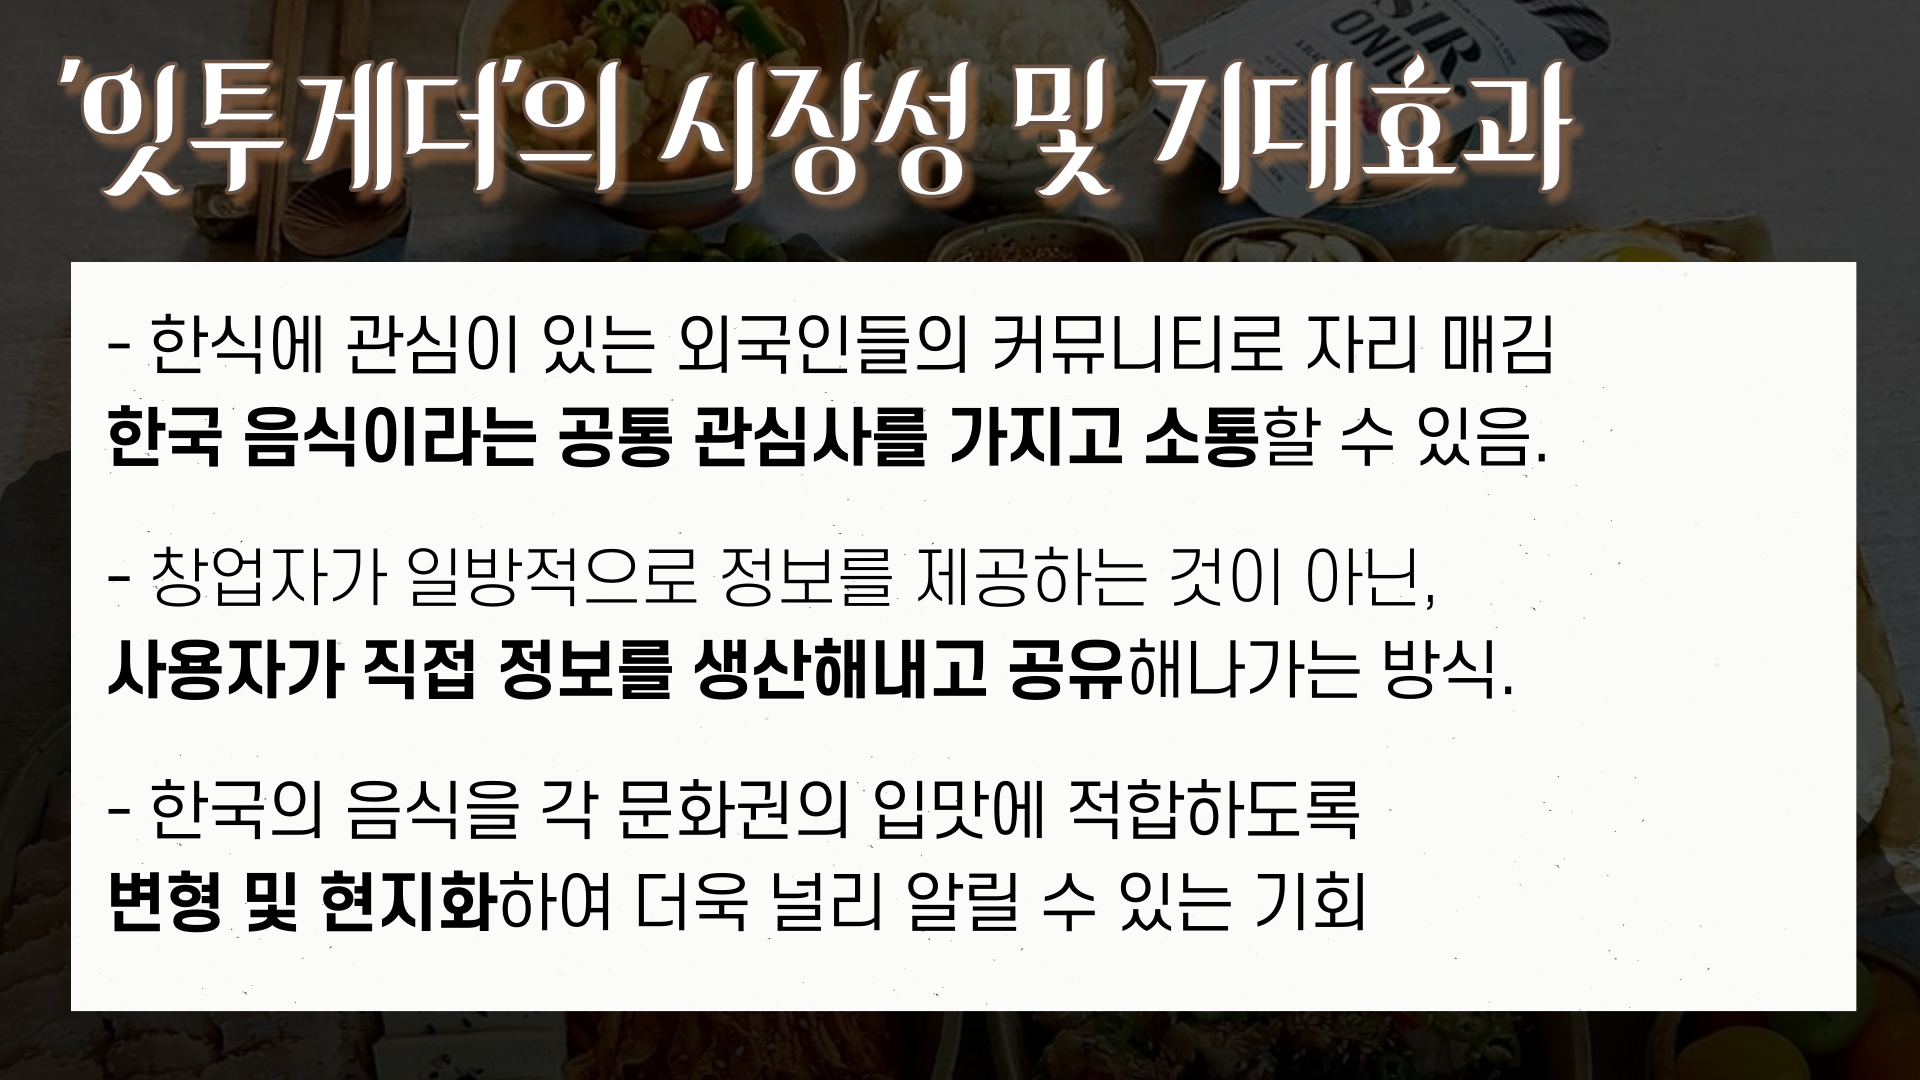 '잇투게더'의 시장성 및 기대효과
SIR
ONIC
- 한식에 관심이 있는 외국인들의 커뮤니티로 자리 매김
한국 음식이라는 공통 관심사를 가지고 소통할 수 있음.
- 창업자가 일방적으로 정보를 제공하는 것이 아닌,
사용자가 직접 정보를 생산해내고 공유해나가는 방식.
- 한국의 음식을 각 문화권의 입맛에 적합하도록
변형 및 현지화하여 더욱 널리 알릴 수 있는 기회